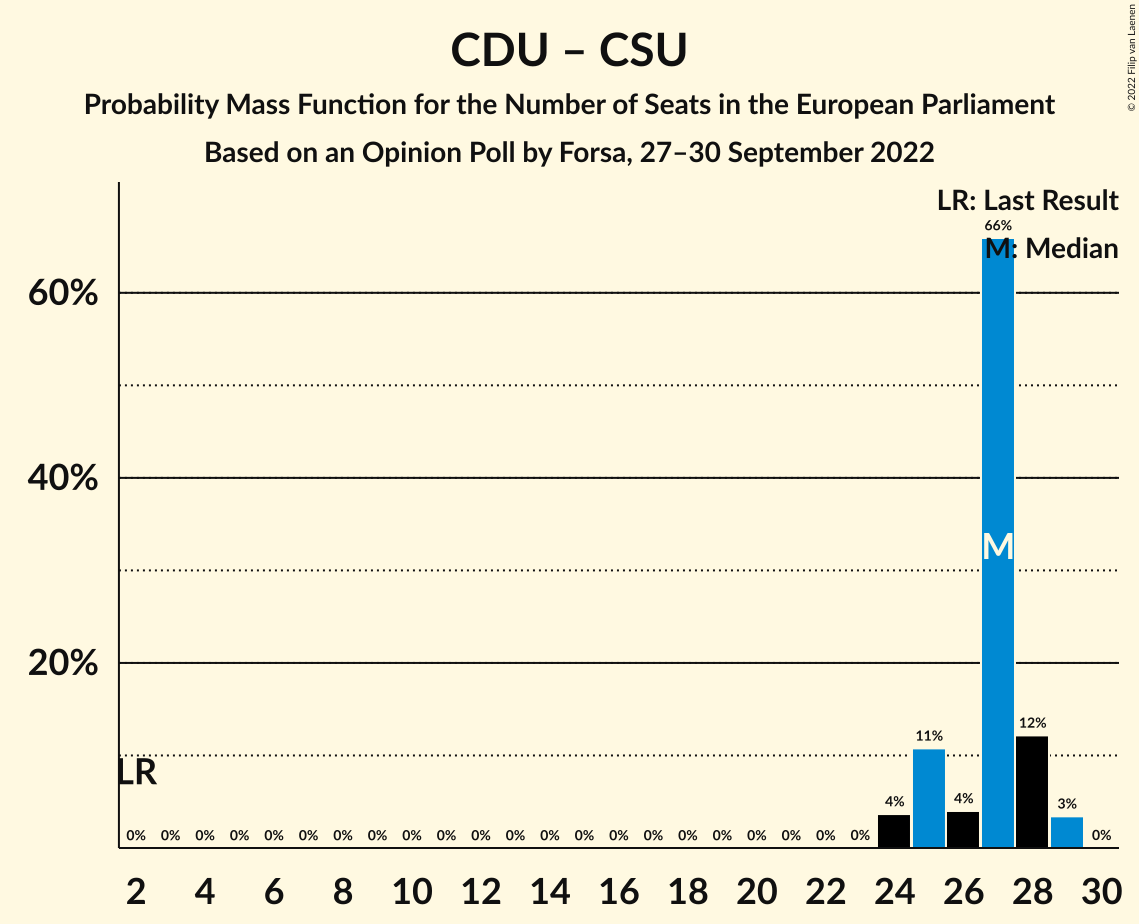 CDU – CSU
Probability Mass Function for the Number of Seats in the European Parliament
Based on an Opinion Poll by Forsa, 27–30 September 2022
© 2022 Filip van Laenen
LR: Last Result
66%
M: Median
60%
40%
M
20%
12%
11%
LR
4% 4% 3%
0% 0% 0% 0% 0% 0% 0% 0% 0% 0% 0% 0% 0% 0% 0% 0% 0% 0% 0% 0% 0% 0% 0%
2 4 6 8 10 12 14 16 18 20 22 24 26 28 30